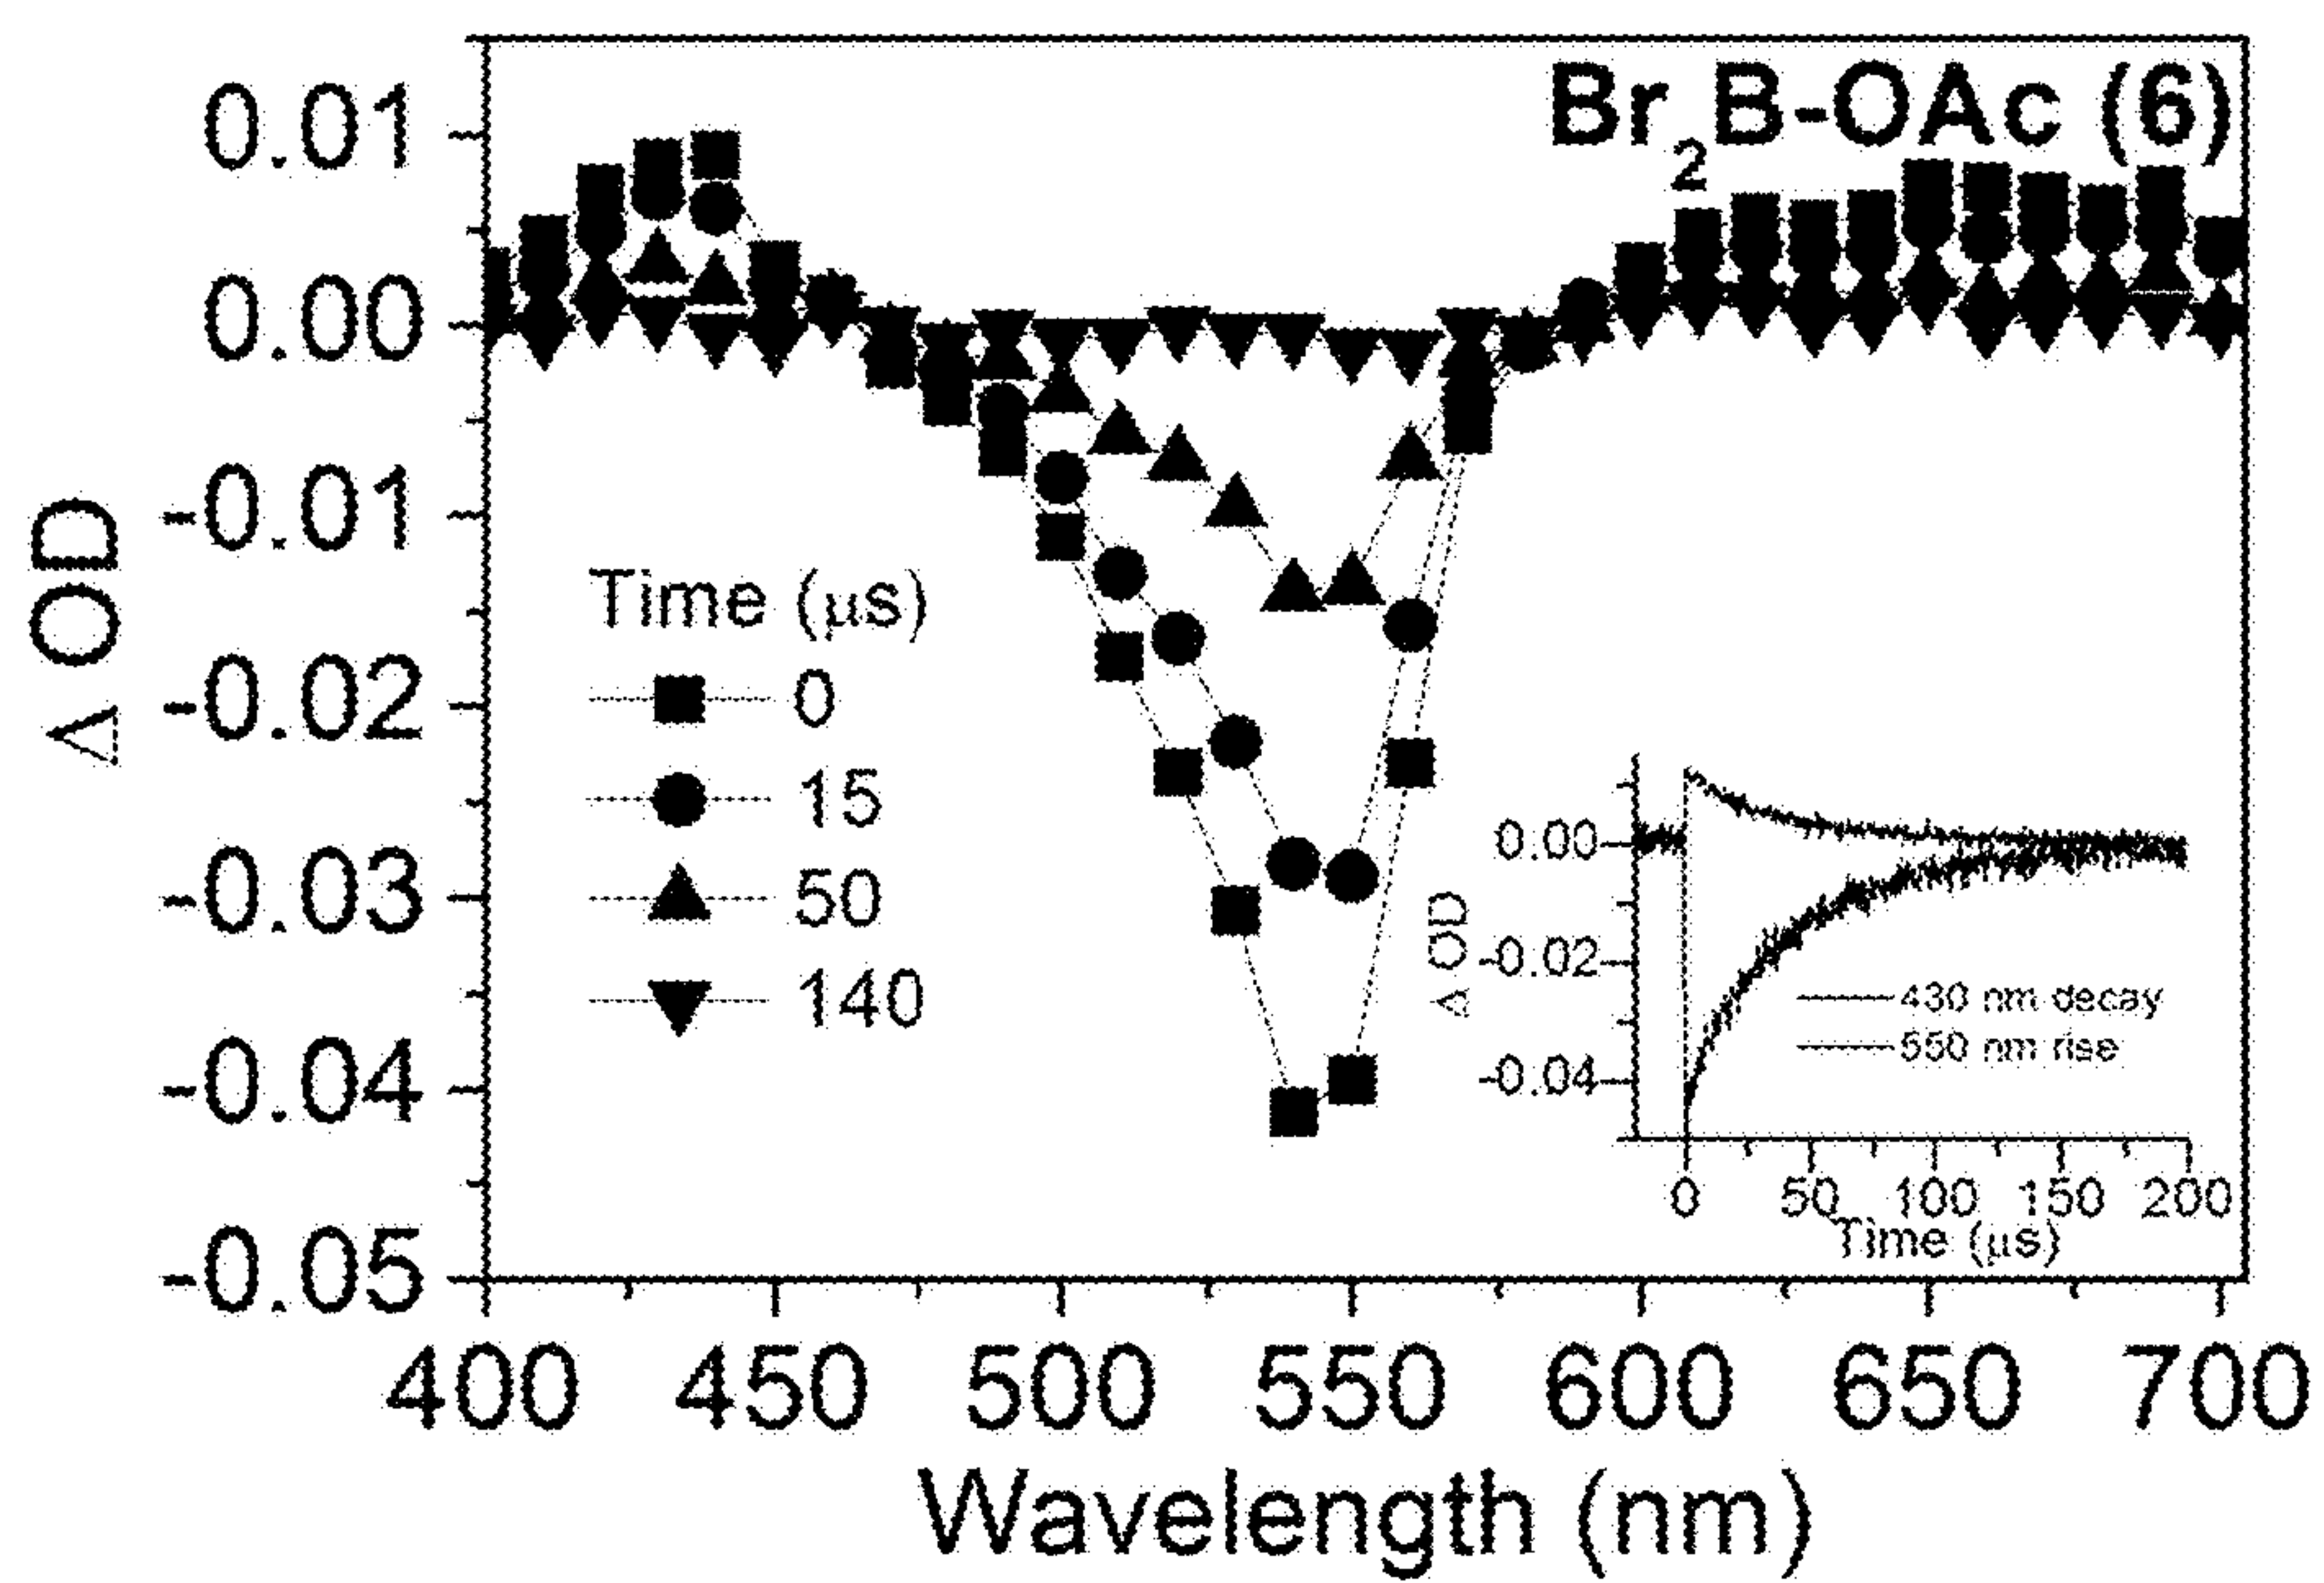 Br2B-OAc (6)
0.01
0.00
-0.01
-0.02
-0.03
-0.04
-0.05
Δ OD
Time (µs)
0
15
50
140
0.00
-0.02
-0.04
Δ OD
430 nm decay
550 nm rise
0 50 100 150 200
Time (µs)
400 450 500 550 600 650 700
Wavelength (nm)